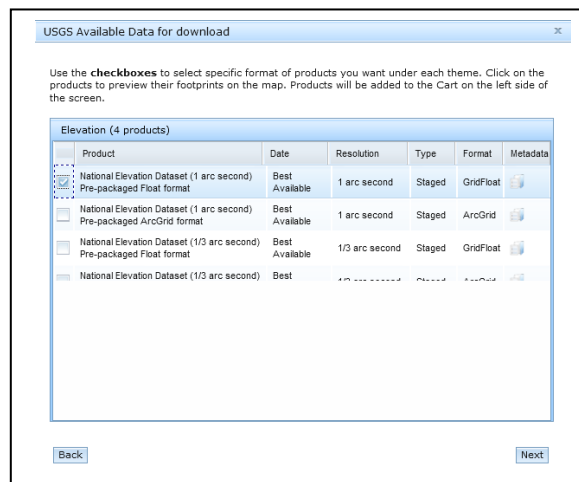 USGS Available Data for download x
Use the checkboxes to select specific format of products you want under each theme. Click on the
products to preview their footprints on the map. Products will be added to the Cart on the left side of
the screen.
Elevation (4 products)
Product Date Resolution Type Format Metadata
National Elevation Dataset (1 arc second) Best
Pre-packaged Float format Available 1 arc second Staged GridFloat
National Elevation Dataset (1 arc second) Best
Pre-packaged ArcGrid format Available 1 arc second Staged ArcGrid
National Elevation Dataset (1/3 arc second) Best
Pre-packaged Float format Available 1/3 arc second Staged GridFloat
National Elevation Dataset (1/3 arc second) Best
Back Next